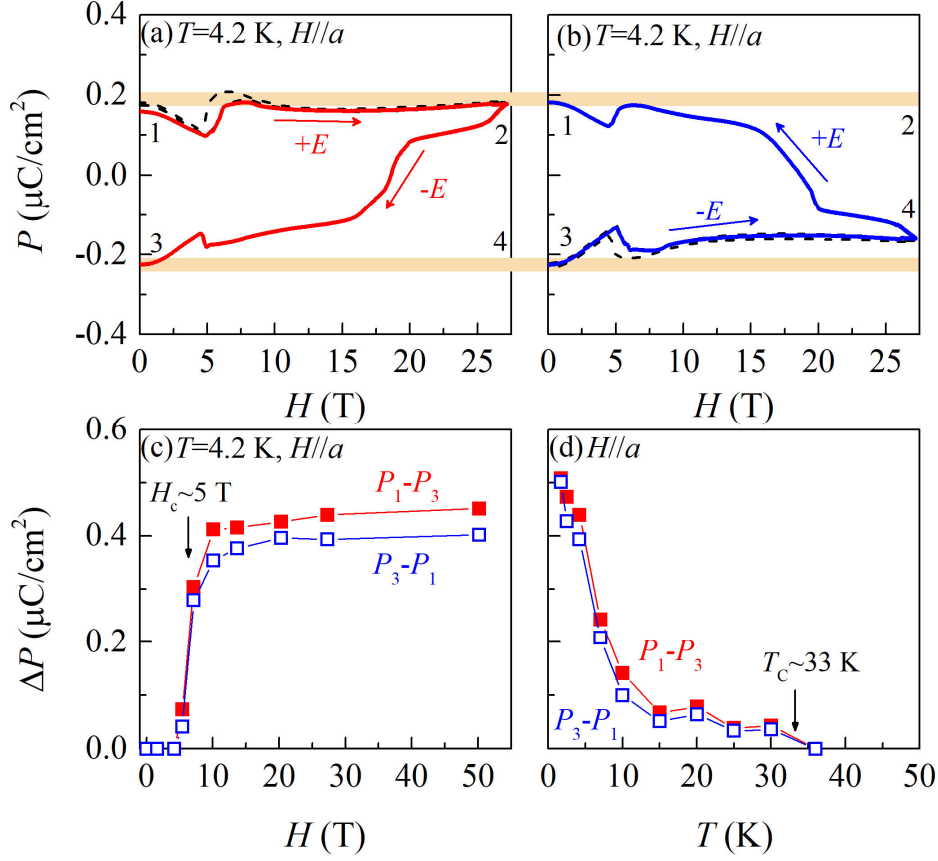 (a) T=4.2 K, H//a
(b) T=4.2 K, H//a
P (μC/cm²)
0.4
0.2
0.0
-0.2
-0.4
1
2
3
4
+E
-E
1
2
3
4
+E
-E
0 5 10 15 20 25
0 5 10 15 20 25
H (T)
H (T)
(c) T=4.2 K, H//a
(d) H//a
ΔP (μC/cm²)
0.6
0.4
0.2
0.0
H_c~5 T
P₁-P₃
P₃-P₁
P₁-P₃
P₃-P₁
T_C~33 K
0 10 20 30 40 50
0 10 20 30 40 50
H (T)
T (K)